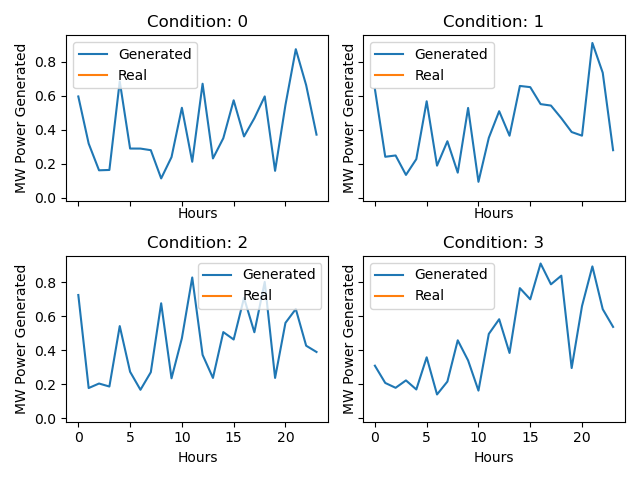 Condition: 0
MW Power Generated
0.8
0.6
0.4
0.2
0.0
Generated
Real
Hours
Condition: 1
MW Power Generated
Generated
Real
Hours
Condition: 2
MW Power Generated
0.8
0.6
0.4
0.2
0.0
Generated
Real
0 5 10 15 20
Hours
Condition: 3
MW Power Generated
Generated
Real
0 5 10 15 20
Hours